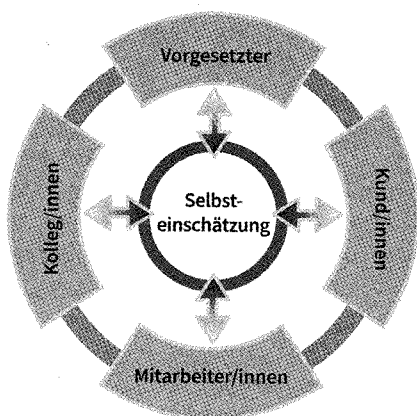 Vorgesetzter
Kolleg/innen
Selbst-
einschätzung
Kund/innen
Mitarbeiter/innen